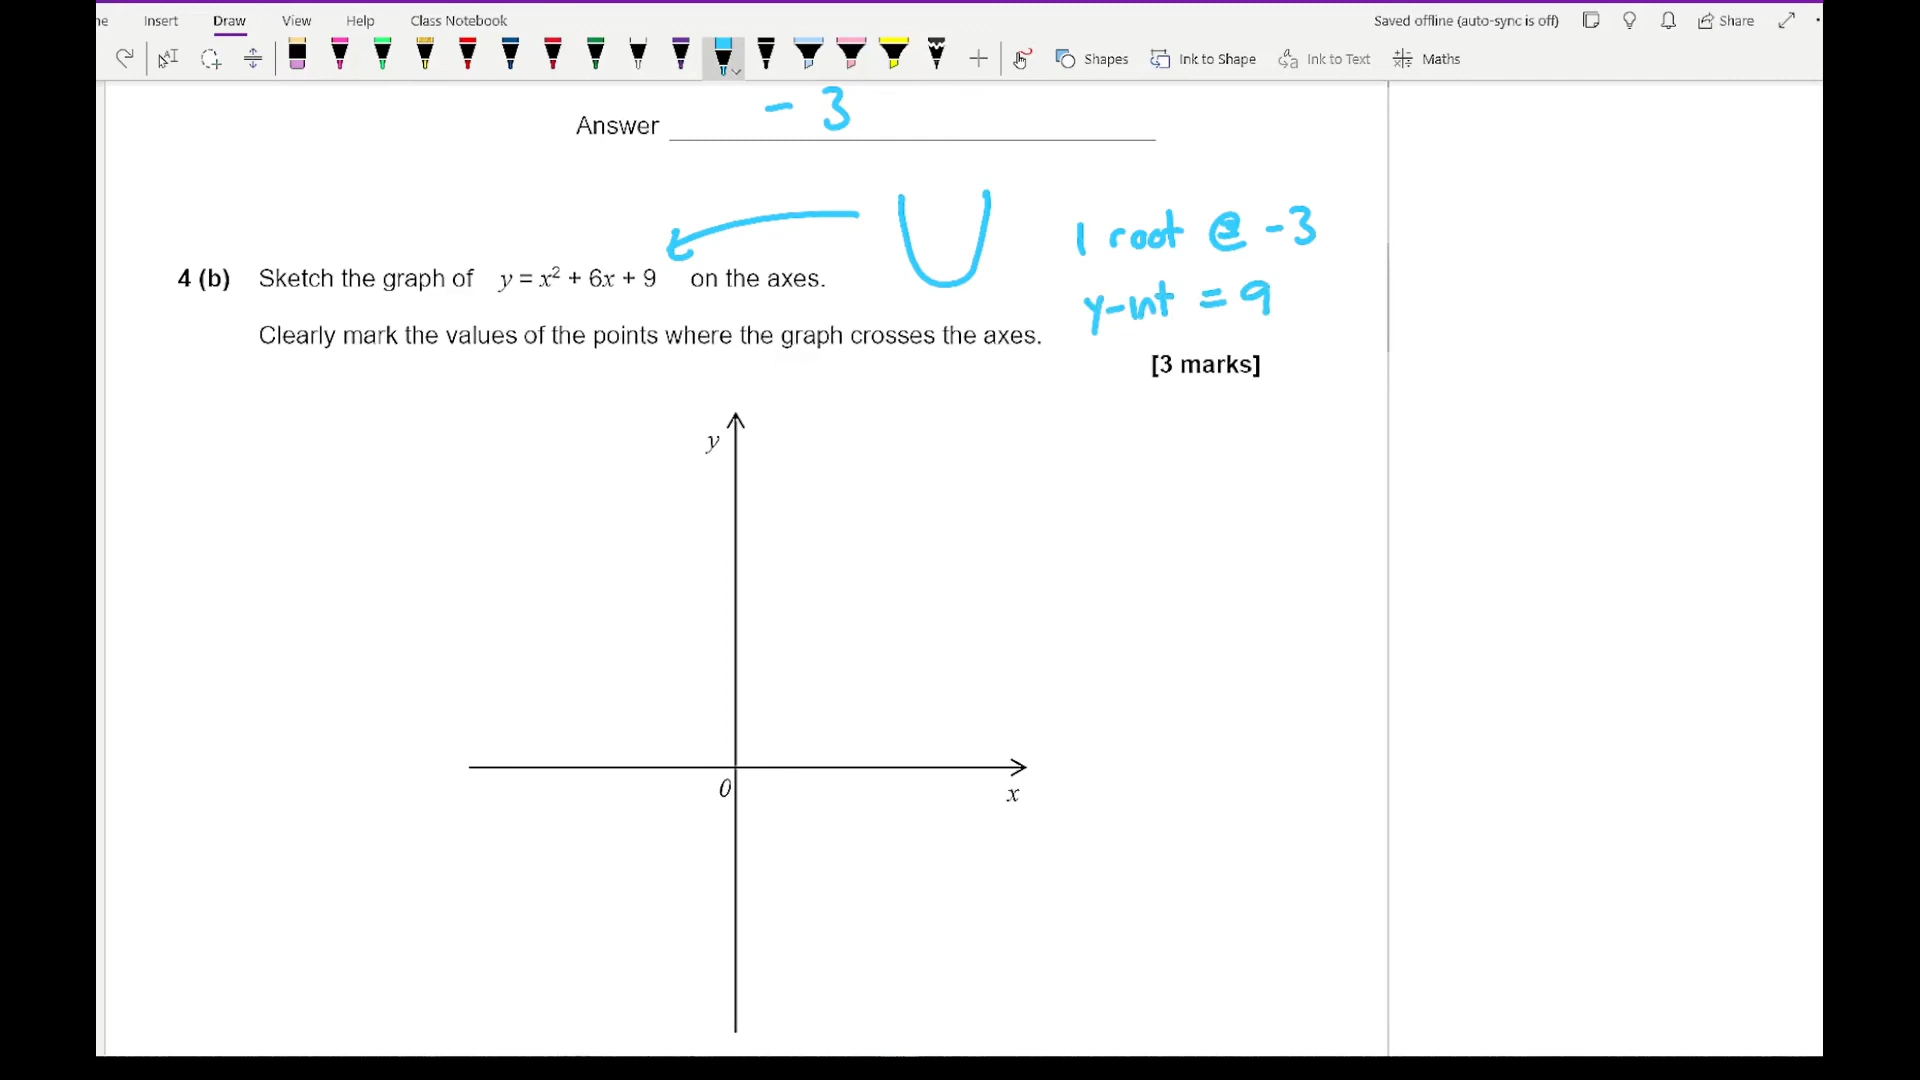 Insert Draw View Help Class Notebook Saved offline (auto-sync is off) Share
Shapes Ink to Shape Ink to Text Maths
Answer - 3
1 root @ -3
4 (b) Sketch the graph of y = x² + 6x + 9 on the axes.
y-int = 9
Clearly mark the values of the points where the graph crosses the axes.
[3 marks]
y
0
x